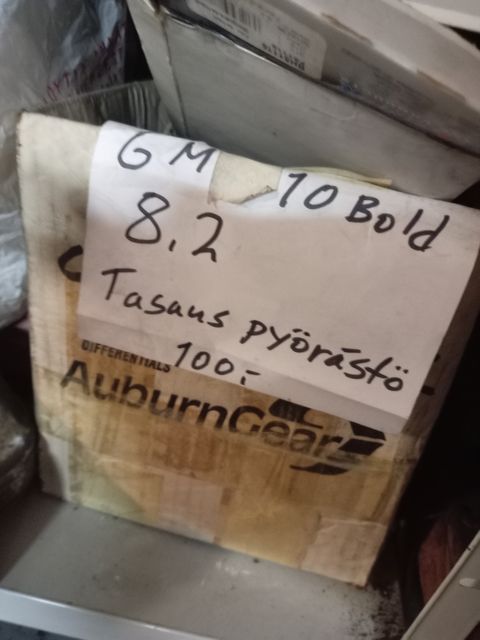 GM 10 Bold
8.2
Tasaus pyörästö
100:-
DIFFERENTIALS
AuburnGear